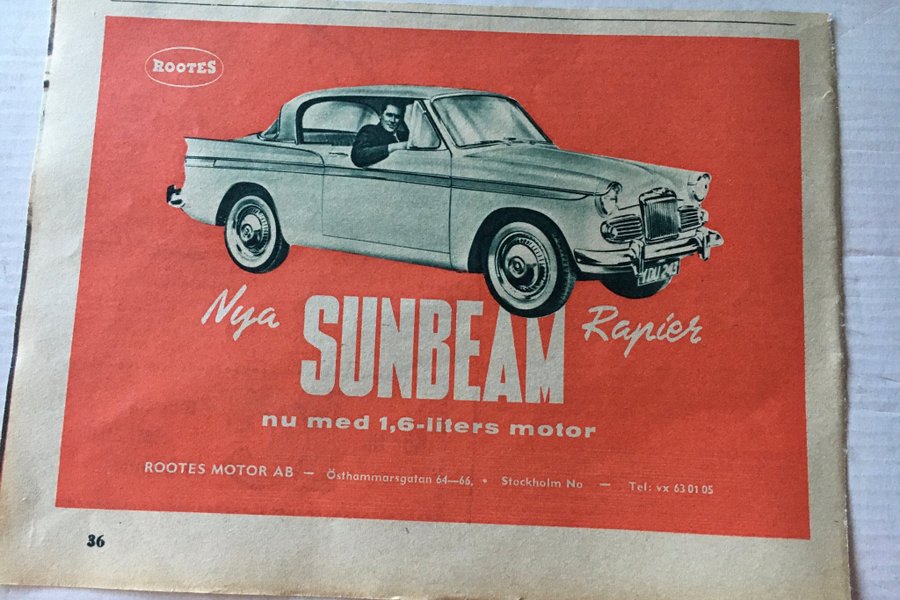 ROOTES
Nya SUNBEAM Rapier
nu med 1,6-liters motor
ROOTES MOTOR AB — Östhammarsgatan 64—66, • Stockholm No — Tel: vx 63 01 05
36